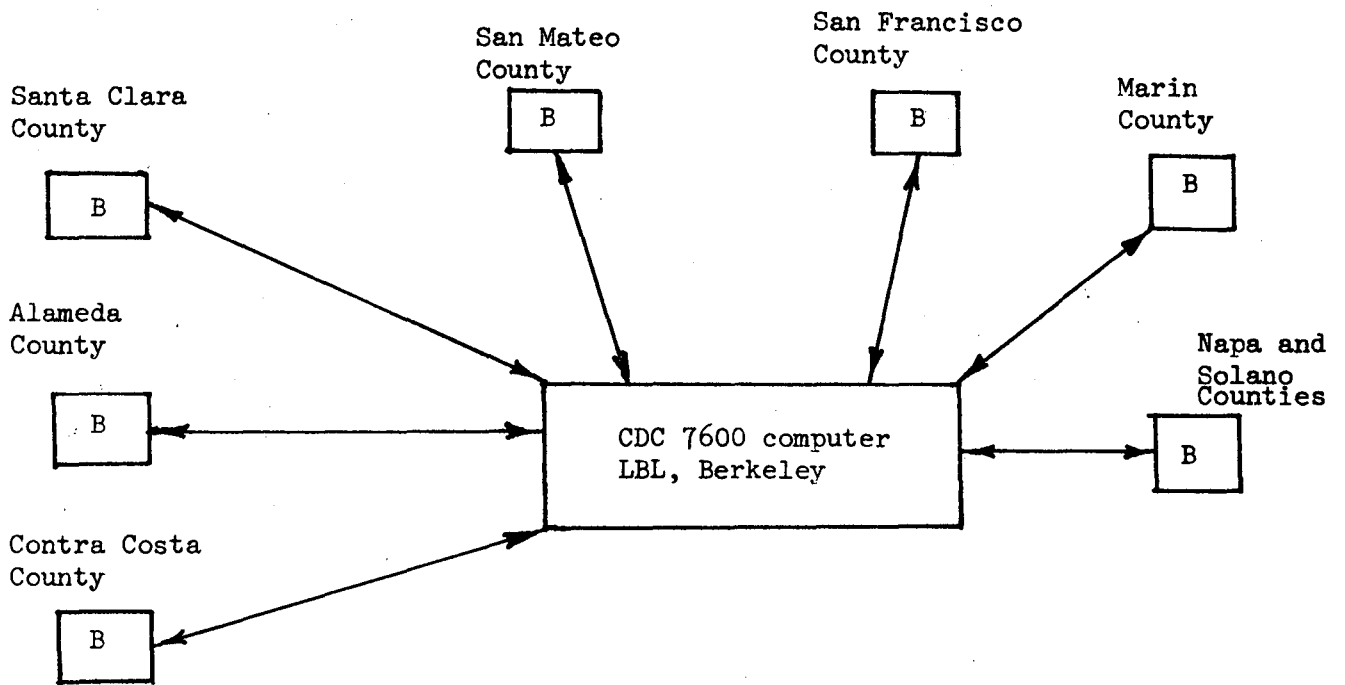 San Mateo
County
B
San Francisco
County
B
Santa Clara
County
B
Marin
County
B
Alameda
County
B
Napa and
Solano
Counties
B
CDC 7600 computer
LBL, Berkeley
Contra Costa
County
B